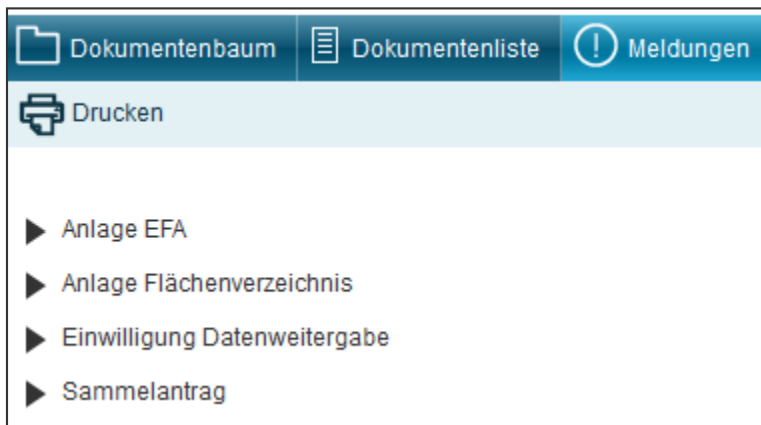 Dokumentenbaum Dokumentenliste Meldungen
Drucken
Anlage EFA
Anlage Flächenverzeichnis
Einwilligung Datenweitergabe
Sammelantrag